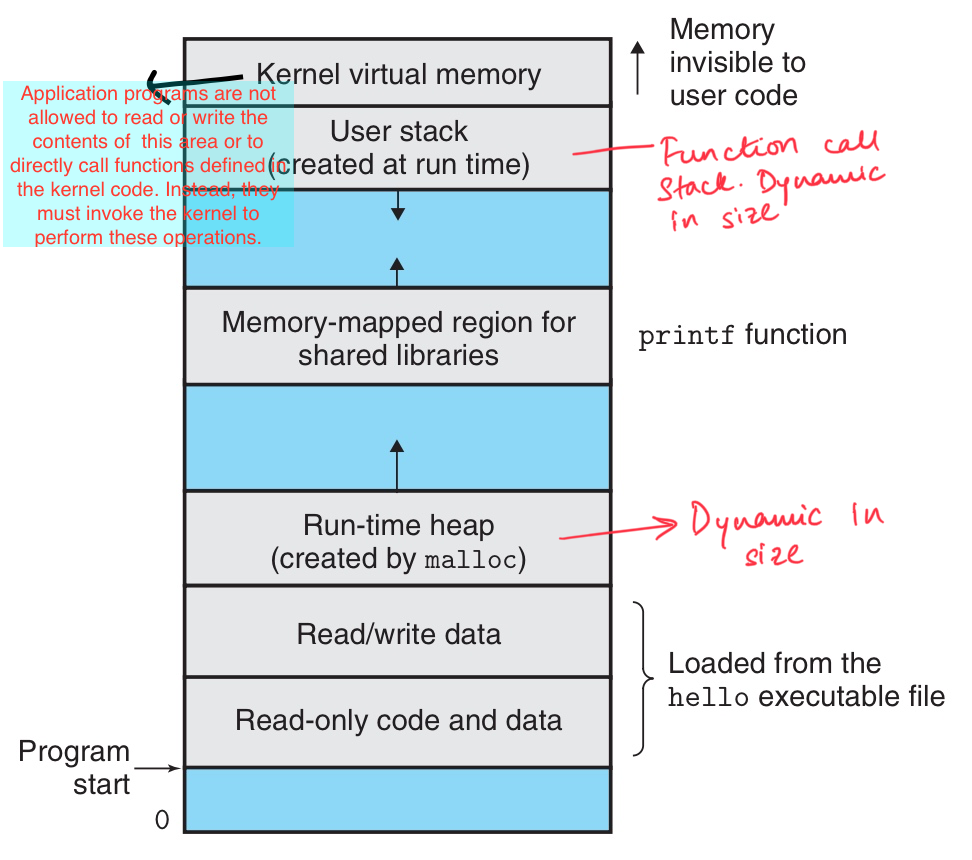 Memory
invisible to
user code
Kernel virtual memory
Application programs are not
allowed to read or write the
contents of  this area or to
directly call functions defined in
the kernel code. Instead, they
must invoke the kernel to
perform these operations.
User stack
(created at run time)
Function call
Stack. Dynamic
in size
Memory-mapped region for
shared libraries
printf function
Run-time heap
(created by malloc)
Dynamic in
size
Read/write data
Loaded from the
hello executable file
Read-only code and data
Program
start
0